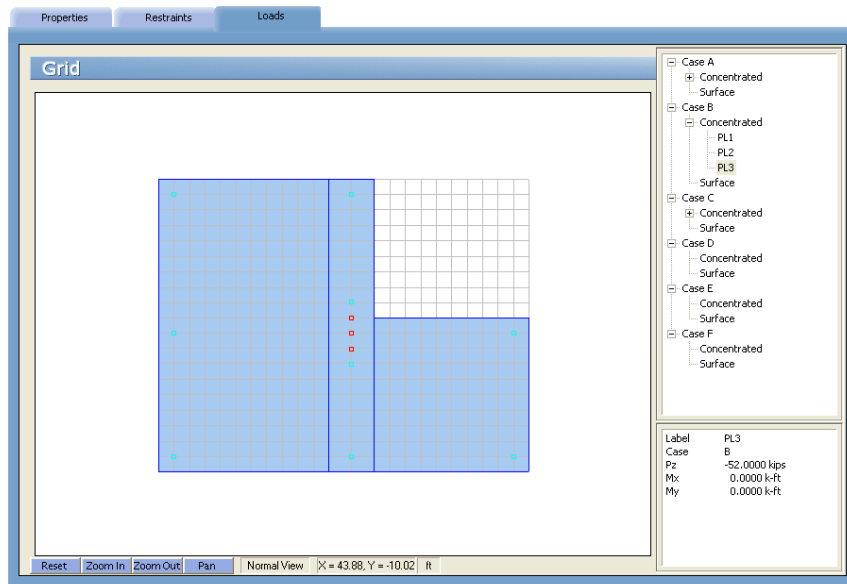 Properties Restraints Loads
Grid
Case A
Concentrated
Surface
Case B
Concentrated
PL1
PL2
PL3
Surface
Case C
Concentrated
Surface
Case D
Concentrated
Surface
Case E
Concentrated
Surface
Case F
Concentrated
Surface
Label PL3
Case B
Pz -52.0000 kips
Mx 0.0000 k-ft
My 0.0000 k-ft
Reset Zoom In Zoom Out Pan Normal View X = 43.88, Y = -10.02 ft